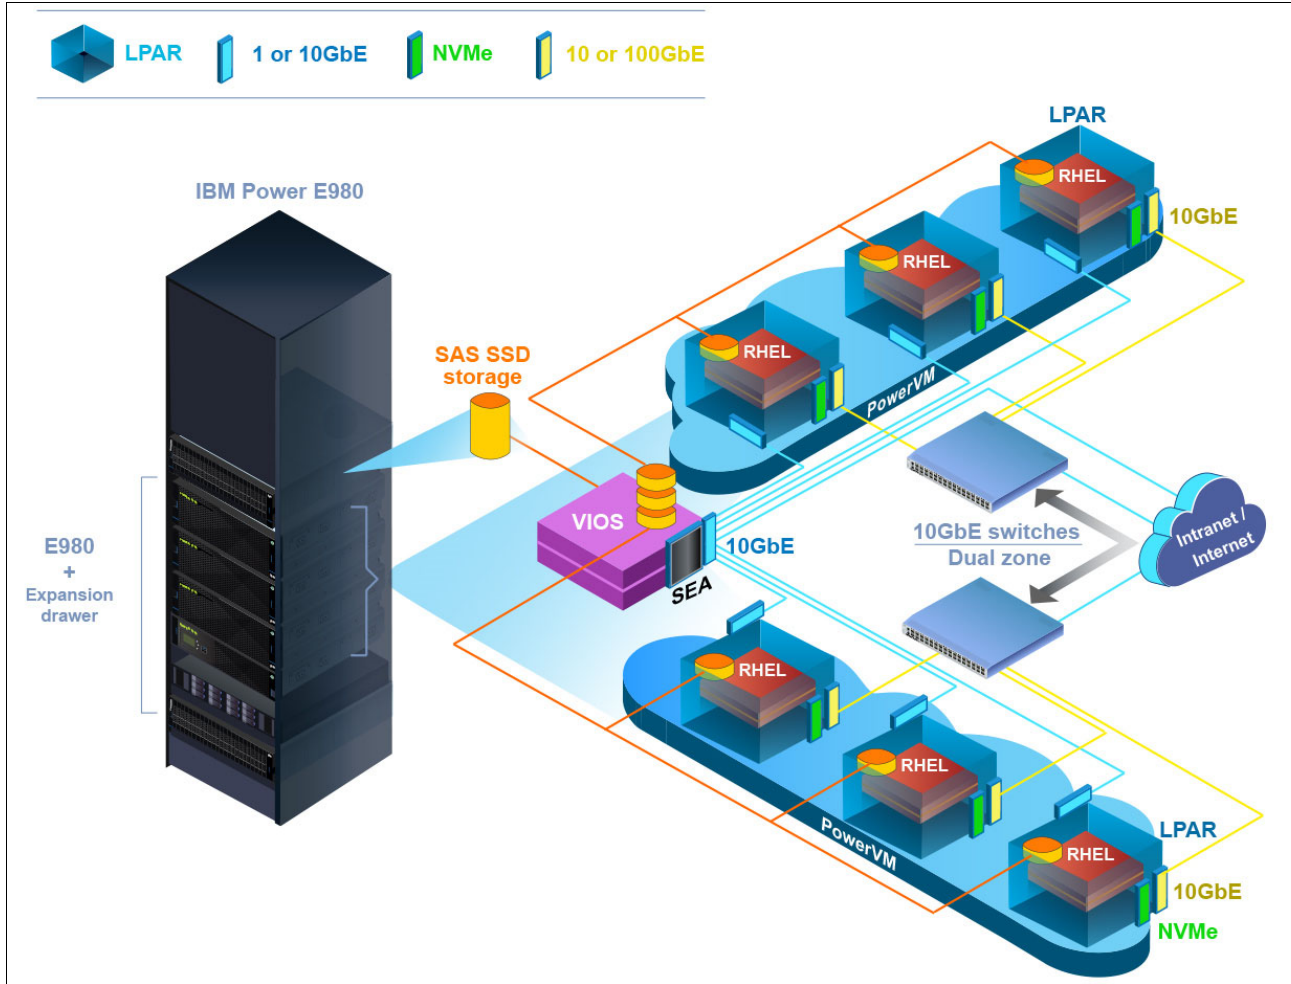 LPAR
1 or 10GbE
NVMe
10 or 100GbE
LPAR
IBM Power E980
RHEL
10GbE
RHEL
SAS SSD
storage
RHEL
PowerVM
VIOS
10GbE
SEA
10GbE switches
Dual zone
Intranet /
Internet
E980
+
Expansion
drawer
RHEL
RHEL
PowerVM
LPAR
RHEL
10GbE
NVMe